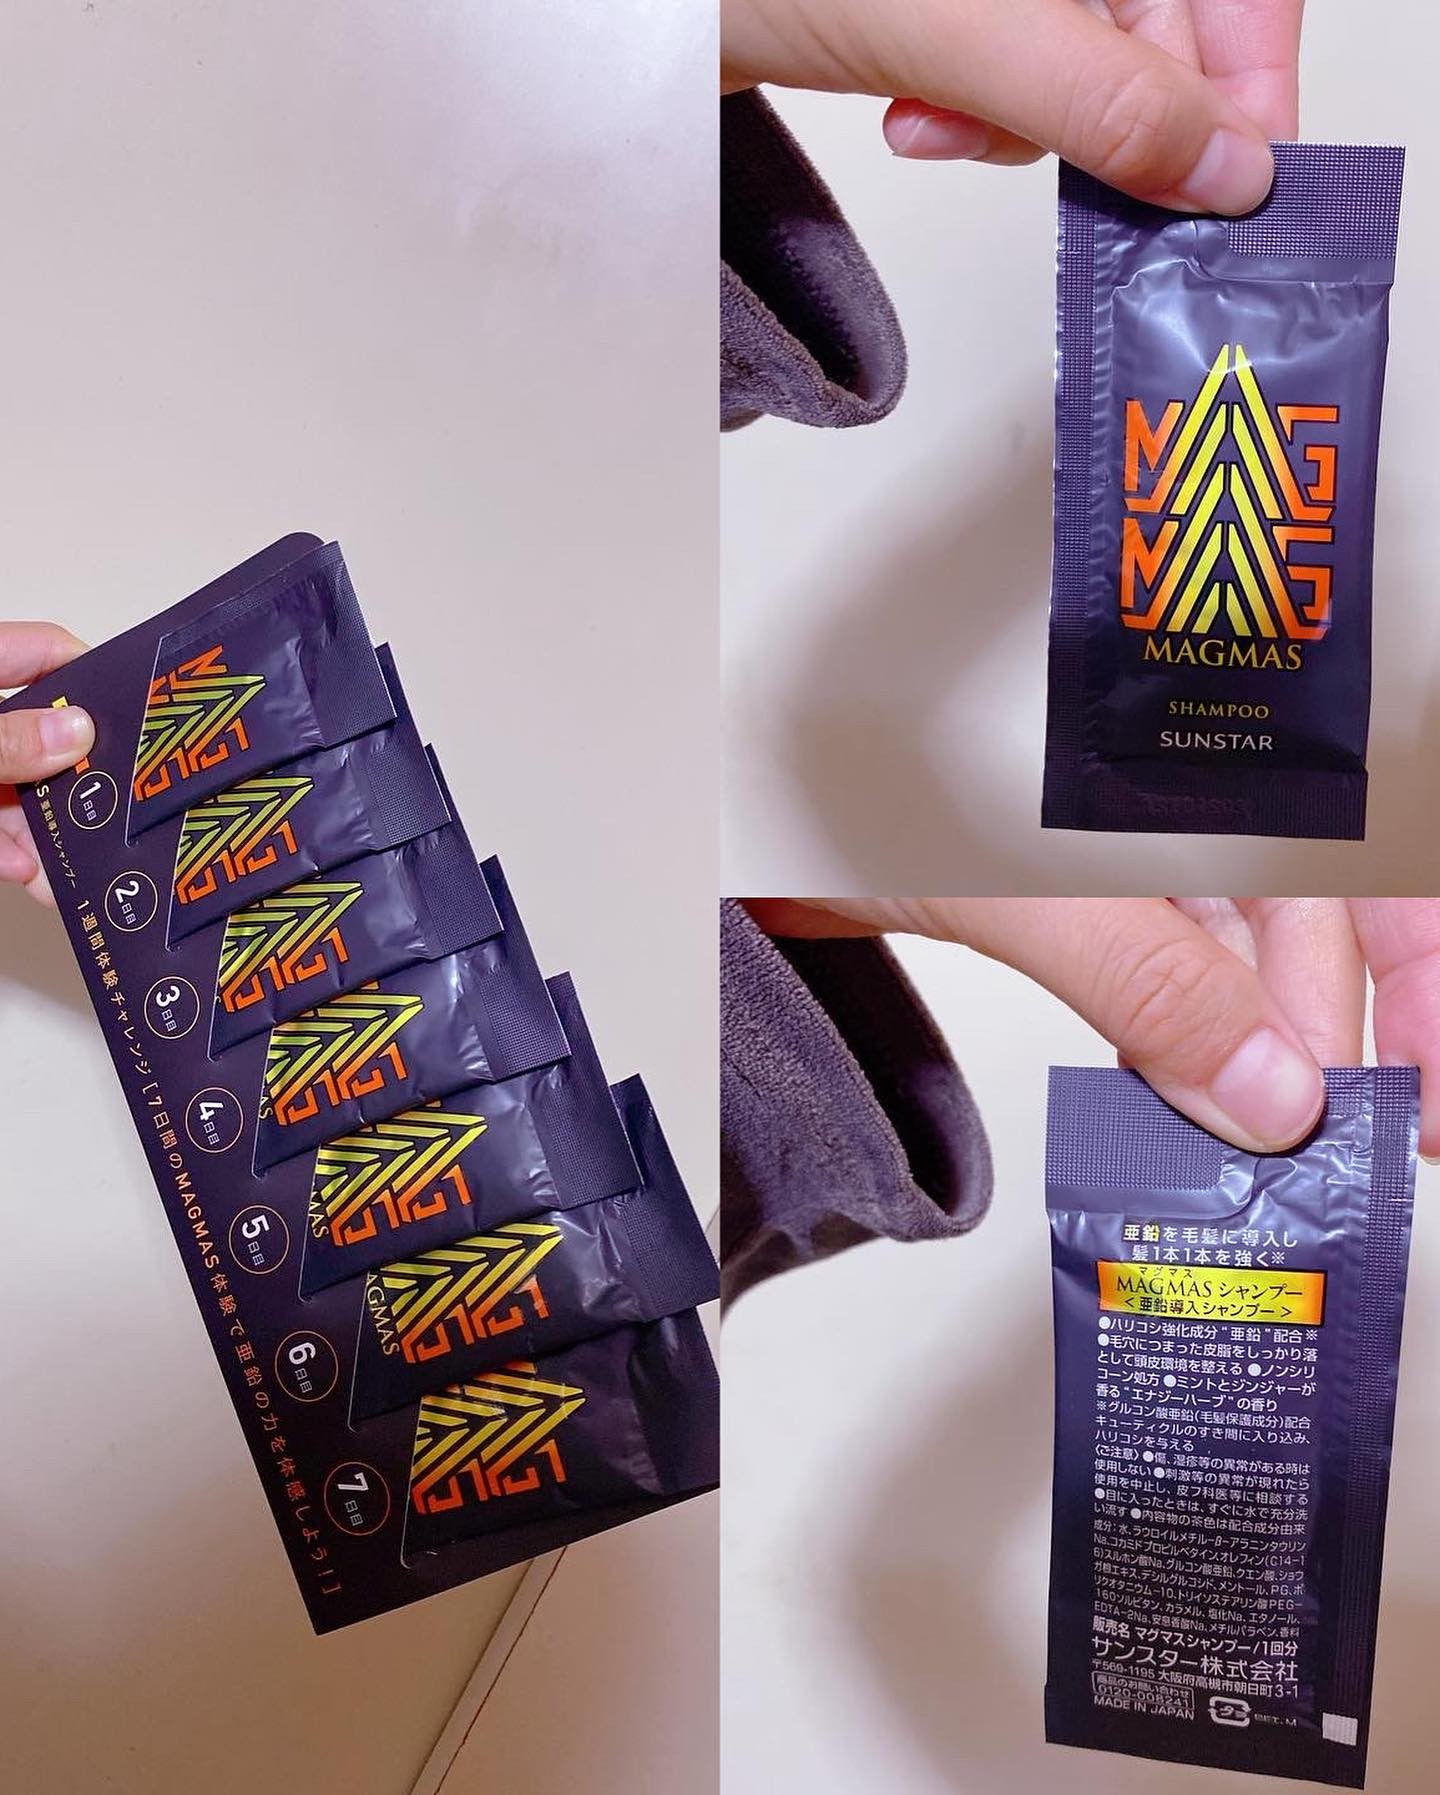 1日目
2日目
3日目
4日目
5日目
6日目
7日目
亜鉛導入シャンプー 1週間体験チャレンジ [7日間のMAGMAS体験で亜鉛の力を体感しよう!]
MAG
MAS
MAGMAS
SHAMPOO
SUNSTAR
亜鉛を毛髪に導入し
髪1本1本を強く※
マグマス
MAGMASシャンプー
<亜鉛導入シャンプー>
●ハリコシ強化成分"亜鉛"配合※
●毛穴につまった皮脂をしっかり落
として頭皮環境を整える ●ノンシリ
コーン処方 ●ミントとジンジャーが
香る"エナジーハーブ"の香り
※グルコン酸亜鉛(毛髪保護成分)配合
キューティクルのすき間に入り込み、
ハリコシを与える
〈ご注意〉●傷、湿疹等の異常がある時は
使用しない ●刺激等の異常が現れたら
使用を中止し、皮フ科医等に相談する
●目に入ったときは、すぐに水で充分洗
い流す ●内容物の茶色は配合成分由来
成分：水、ラウロイルメチル-β-アラニンタウリン
Na、コカミドプロピルベタイン、オレフィン(C14-1
6)スルホン酸Na、グルコン酸亜鉛、クエン酸、ショウ
ガ根エキス、デシルグルコシド、メントール、PG、ポ
リクオタニウム-10、トリイソステアリン酸PEG-
160ソルビタン、カラメル、塩化Na、エタノール、
EDTA-2Na、安息香酸Na、メチルパラベン、香料
販売名 マグマスシャンプー/1回分
サンスター株式会社
〒569-1195 大阪府高槻市朝日町3-1
商品のお問い合わせ
0120-008241
MADE IN JAPAN